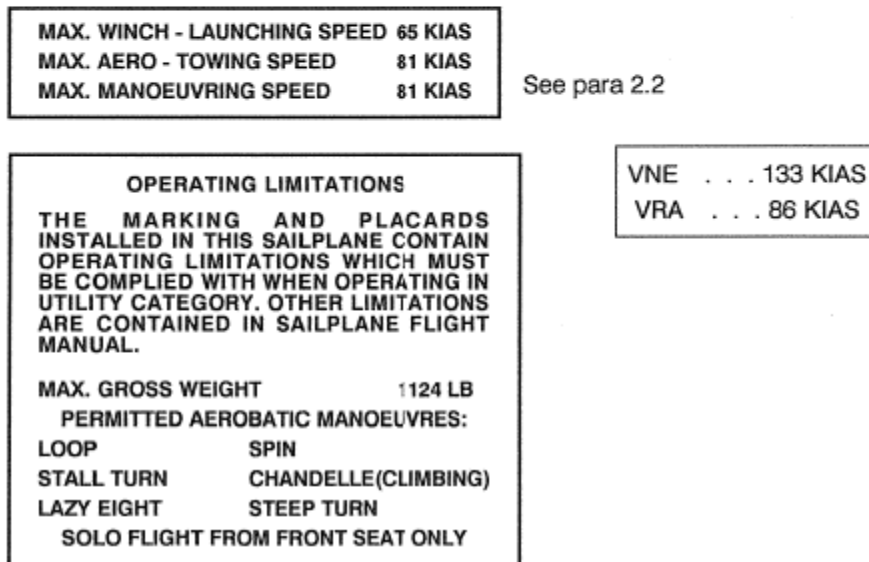 MAX. WINCH - LAUNCHING SPEED 65 KIAS
MAX. AERO - TOWING SPEED 81 KIAS
MAX. MANOEUVRING SPEED 81 KIAS
See para 2.2
OPERATING LIMITATIONS
THE MARKING AND PLACARDS
INSTALLED IN THIS SAILPLANE CONTAIN
OPERATING LIMITATIONS WHICH MUST
BE COMPLIED WITH WHEN OPERATING IN
UTILITY CATEGORY. OTHER LIMITATIONS
ARE CONTAINED IN SAILPLANE FLIGHT
MANUAL.
MAX. GROSS WEIGHT 1124 LB
PERMITTED AEROBATIC MANOEUVRES:
LOOP SPIN
STALL TURN CHANDELLE(CLIMBING)
LAZY EIGHT STEEP TURN
SOLO FLIGHT FROM FRONT SEAT ONLY
VNE . . . 133 KIAS
VRA . . . 86 KIAS